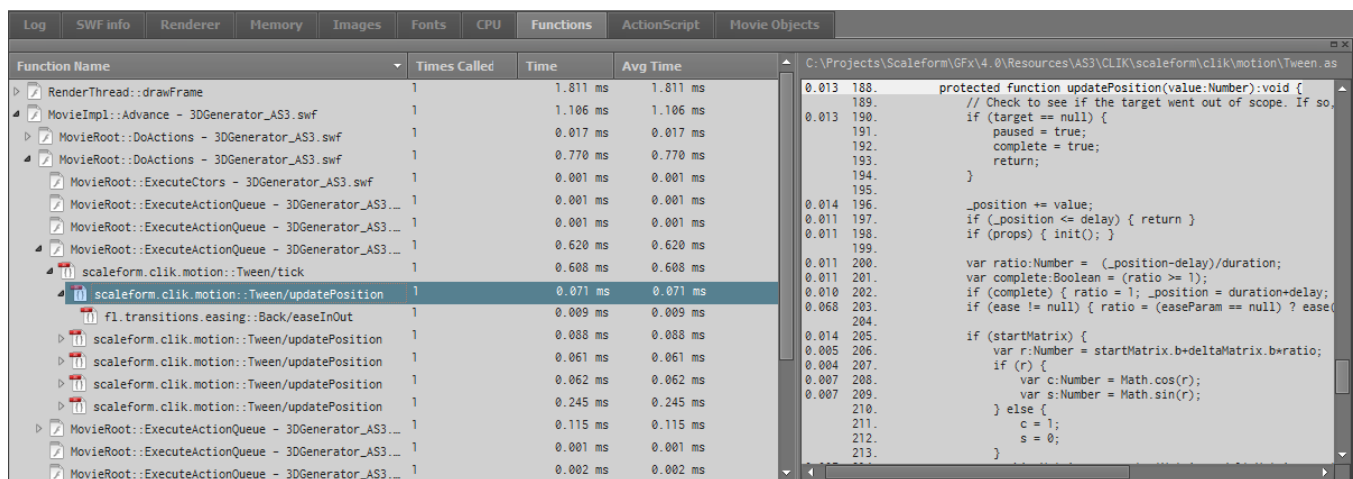 Log SWF info Renderer Memory Images Fonts CPU Functions ActionScript Movie Objects
Function Name Times Called Time Avg Time
RenderThread::drawFrame 1 1.811 ms 1.811 ms
MovieImpl::Advance - 3DGenerator_AS3.swf 1 1.106 ms 1.106 ms
MovieRoot::DoActions - 3DGenerator_AS3.swf 1 0.017 ms 0.017 ms
MovieRoot::DoActions - 3DGenerator_AS3.swf 1 0.770 ms 0.770 ms
MovieRoot::ExecuteCtors - 3DGenerator_AS3.swf 1 0.001 ms 0.001 ms
MovieRoot::ExecuteActionQueue - 3DGenerator_AS3.… 1 0.001 ms 0.001 ms
MovieRoot::ExecuteActionQueue - 3DGenerator_AS3.… 1 0.001 ms 0.001 ms
MovieRoot::ExecuteActionQueue - 3DGenerator_AS3.… 1 0.620 ms 0.620 ms
scaleform.clik.motion::Tween/tick 1 0.608 ms 0.608 ms
scaleform.clik.motion::Tween/updatePosition 1 0.071 ms 0.071 ms
fl.transitions.easing::Back/easeInOut 1 0.009 ms 0.009 ms
scaleform.clik.motion::Tween/updatePosition 1 0.088 ms 0.088 ms
scaleform.clik.motion::Tween/updatePosition 1 0.061 ms 0.061 ms
scaleform.clik.motion::Tween/updatePosition 1 0.062 ms 0.062 ms
scaleform.clik.motion::Tween/updatePosition 1 0.245 ms 0.245 ms
MovieRoot::ExecuteActionQueue - 3DGenerator_AS3.… 1 0.115 ms 0.115 ms
MovieRoot::ExecuteActionQueue - 3DGenerator_AS3.… 1 0.001 ms 0.001 ms
MovieRoot::ExecuteActionQueue - 3DGenerator_AS3.… 1 0.002 ms 0.002 ms
C:\Projects\Scaleform\GFx\4.0\Resources\AS3\CLIK\scaleform\clik\motion\Tween.as
0.013 188. protected function updatePosition(value:Number):void {
189. // Check to see if the target went out of scope. If so,
0.013 190. if (target == null) {
191. paused = true;
192. complete = true;
193. return;
194. }
195.
0.014 196. _position += value;
0.011 197. if (_position <= delay) { return }
0.011 198. if (props) { init(); }
199.
0.011 200. var ratio:Number = (_position-delay)/duration;
0.011 201. var complete:Boolean = (ratio >= 1);
0.010 202. if (complete) { ratio = 1; _position = duration+delay;
0.068 203. if (ease != null) { ratio = (easeParam == null) ? ease(
204.
0.014 205. if (startMatrix) {
0.005 206. var r:Number = startMatrix.b+deltaMatrix.b*ratio;
0.004 207. if (r) {
0.007 208. var c:Number = Math.cos(r);
0.007 209. var s:Number = Math.sin(r);
210. } else {
211. c = 1;
212. s = 0;
213. }